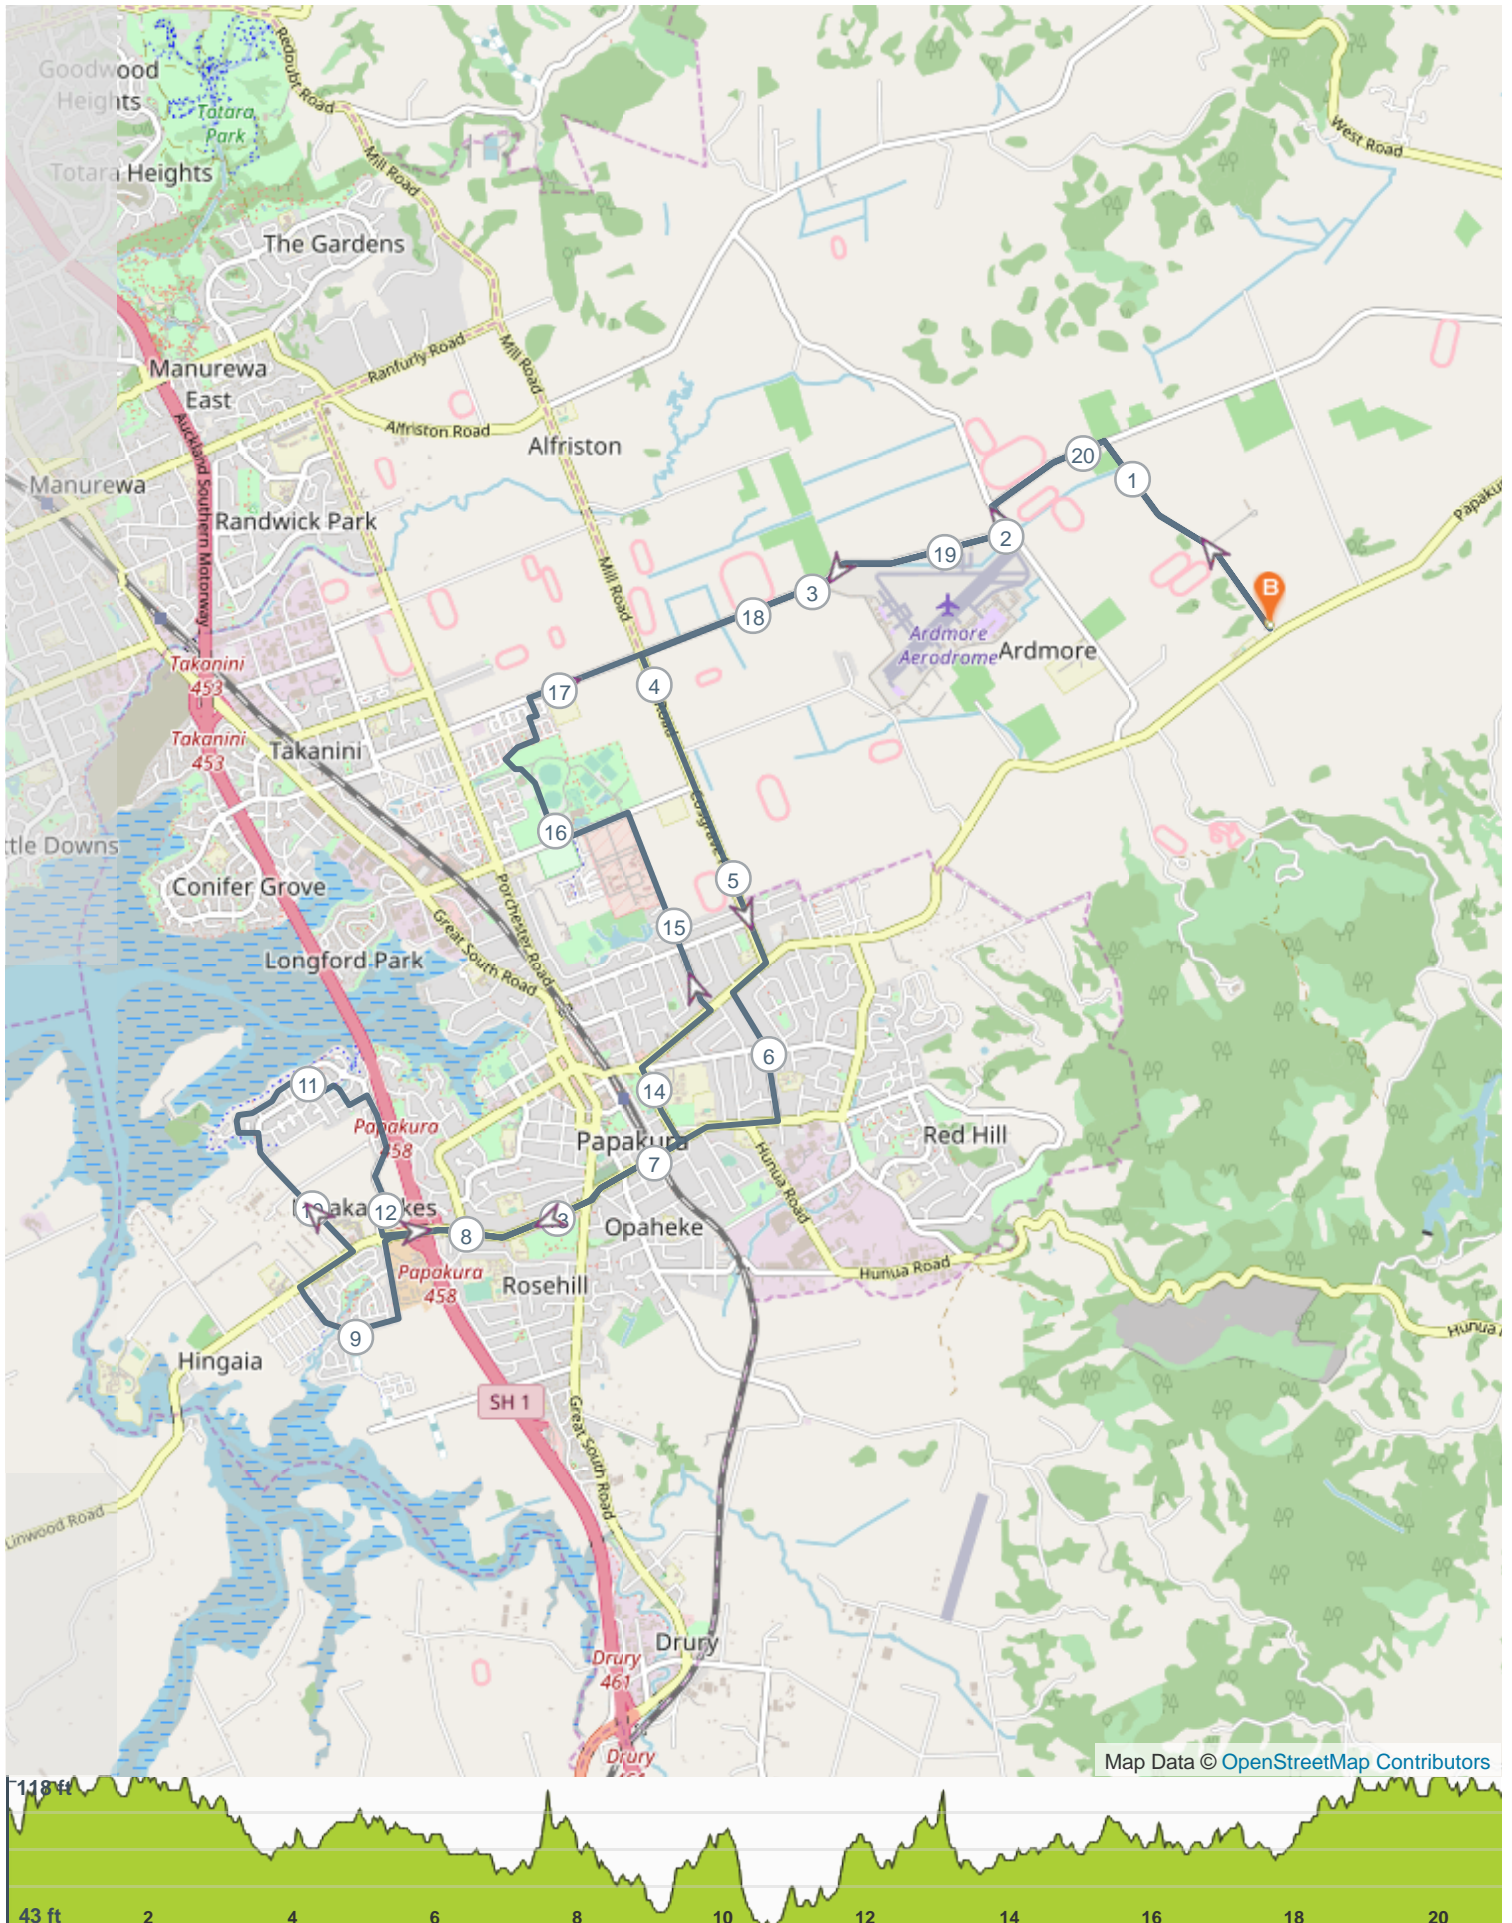 Goodwood
Heights
Redoubt Road
Totara
Park
Totara Heights
Mill Road
West Road
The Gardens
Ranfurly Road
Mill Road
Manurewa
East
Alfriston Road
Alfriston
Auckland Southern Motorway
Manurewa
20
1
Papaku
Randwick Park
2
19
Mill Road
3
B
18
Ardmore
Aerodrome
Ardmore
Takanini
453
17
4
Road
Takanini
453
Takanini
Cosgrave
16
ttle Downs
5
Conifer Grove
Porchester Road
Great South Road
15
Longford Park
6
11
14
Papakura
458
Papakura
Red Hill
7
Hunua Road
12
8
Opaheke
Papakura
458
Rosehill
Hunua Road
9
Hunua
Hingaia
SH 1
Great South Road
Linwood Road
Drury
Drury
461
Drury
Map Data © OpenStreetMap Contributors
118 ft
43 ft
2
4
6
8
10
12
14
16
18
20